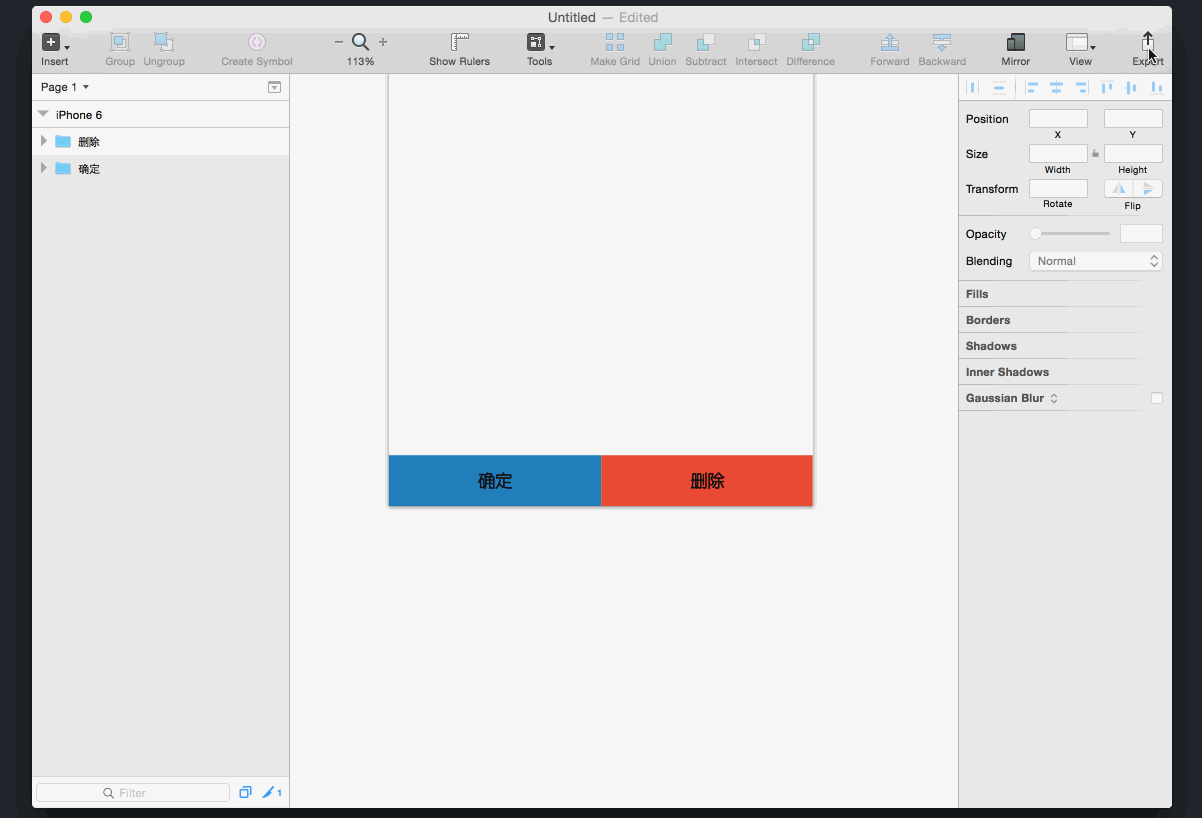 Untitled — Edited
Insert Group Ungroup Create Symbol 113% Show Rulers Tools Make Grid Union Subtract Intersect Difference Forward Backward Mirror View Export
Page 1
iPhone 6
删除
确定
确定 删除
Filter
1
Position
X Y
Size
Width Height
Transform
Rotate Flip
Opacity
Blending Normal
Fills
Borders
Shadows
Inner Shadows
Gaussian Blur